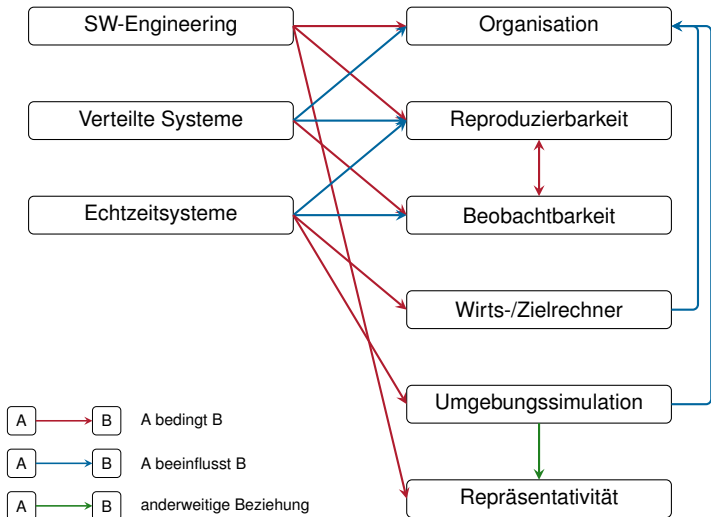 SW-Engineering
Organisation
Verteilte Systeme
Reproduzierbarkeit
Echtzeitsysteme
Beobachtbarkeit
Wirts-/Zielrechner
Umgebungssimulation
Repräsentativität
A B A bedingt B
A B A beeinflusst B
A B anderweitige Beziehung